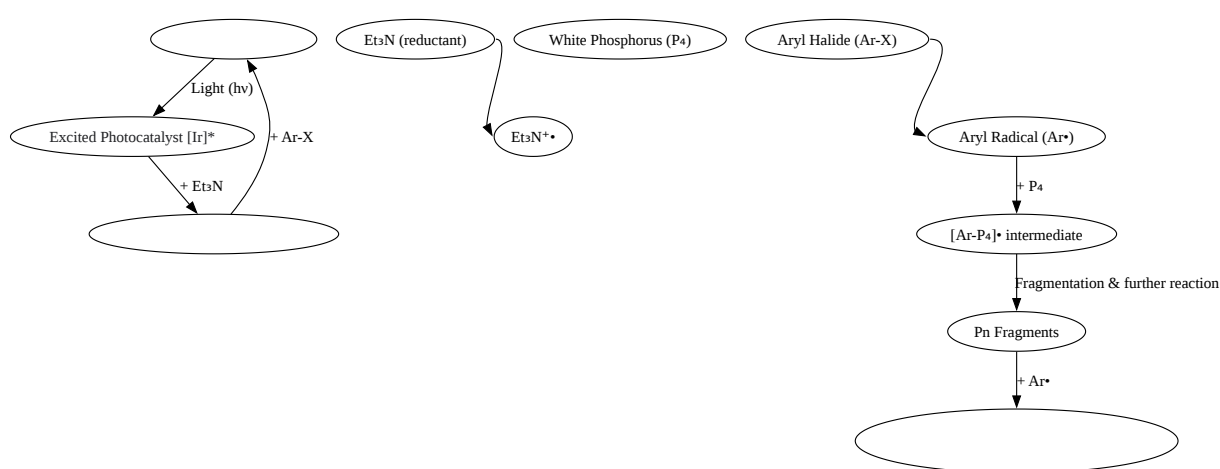 Et₃N (reductant)
White Phosphorus (P₄)
Aryl Halide (Ar-X)
Light (hν)
Excited Photocatalyst [Ir]*
+ Ar-X
Et₃N⁺•
Aryl Radical (Ar•)
+ Et₃N
+ P₄
[Ar-P₄]• intermediate
Fragmentation & further reaction
Pn Fragments
+ Ar•